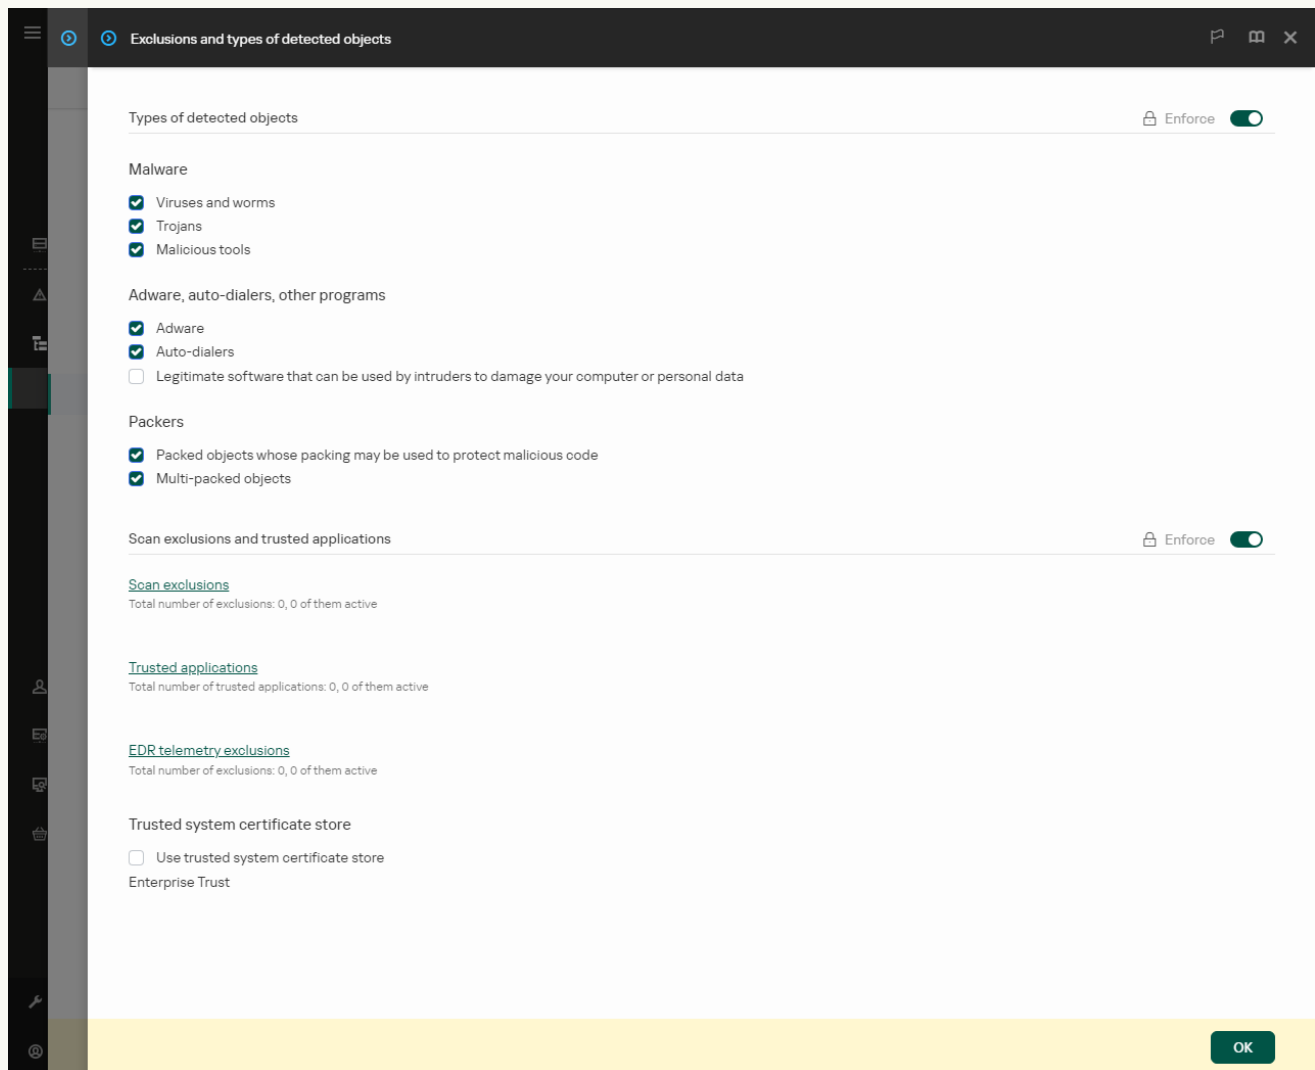 Exclusions and types of detected objects
Types of detected objects
Enforce
Malware
Viruses and worms
Trojans
Malicious tools
Adware, auto-dialers, other programs
Adware
Auto-dialers
Legitimate software that can be used by intruders to damage your computer or personal data
Packers
Packed objects whose packing may be used to protect malicious code
Multi-packed objects
Scan exclusions and trusted applications
Enforce
Scan exclusions
Total number of exclusions: 0, 0 of them active
Trusted applications
Total number of trusted applications: 0, 0 of them active
EDR telemetry exclusions
Total number of exclusions: 0, 0 of them active
Trusted system certificate store
Use trusted system certificate store
Enterprise Trust
OK